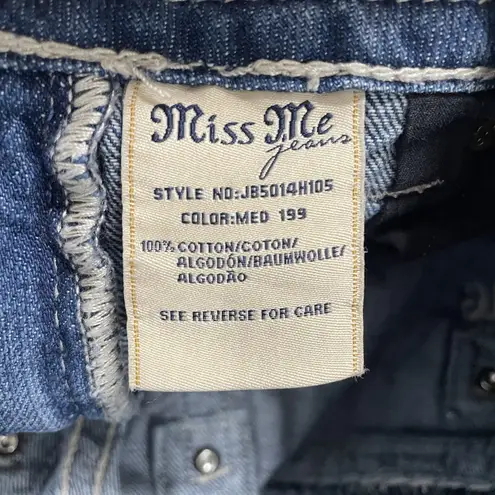 Miss Me
jeans
STYLE NO:JB5014H105
COLOR:MED 199
100% COTTON/COTON/
ALGODÓN/BAUMWOLLE/
ALGODÃO
SEE REVERSE FOR CARE